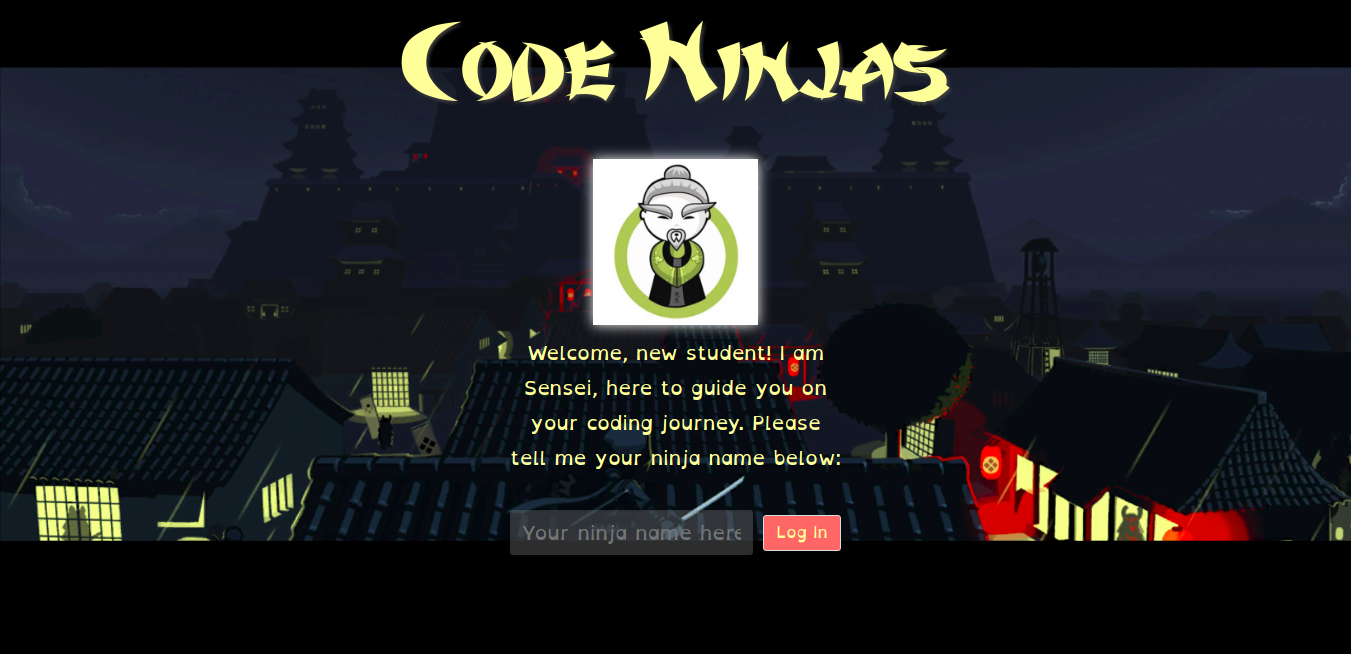 Code Ninjas
Welcome, new student! I am
Sensei, here to guide you on
your coding journey. Please
tell me your ninja name below:
Your ninja name here
Log In